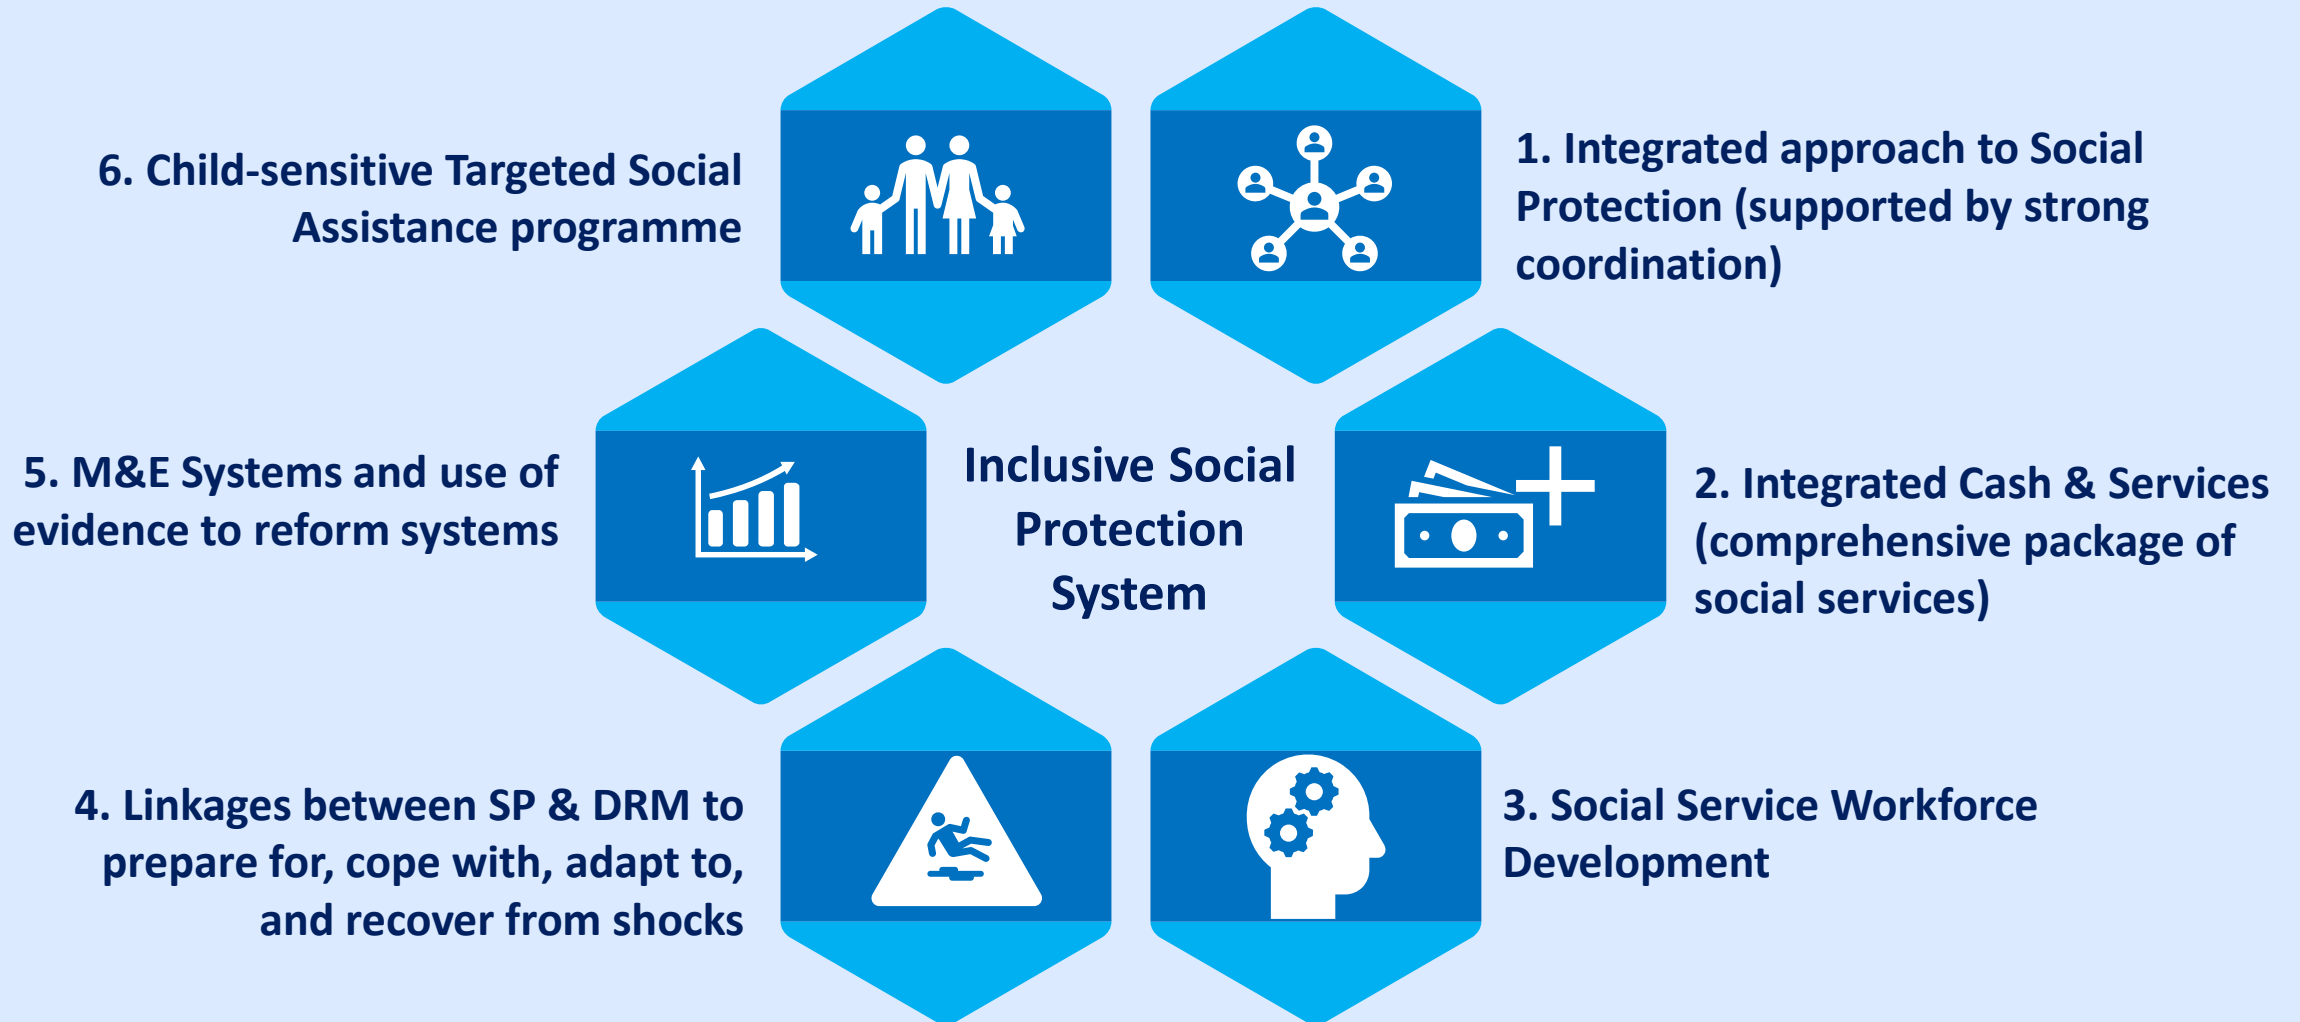 Inclusive Social
Protection
System
1. Integrated approach to Social
Protection (supported by strong
coordination)
2. Integrated Cash & Services
(comprehensive package of
social services)
3. Social Service Workforce
Development
4. Linkages between SP & DRM to
prepare for, cope with, adapt to,
and recover from shocks
5. M&E Systems and use of
evidence to reform systems
6. Child-sensitive Targeted Social
Assistance programme